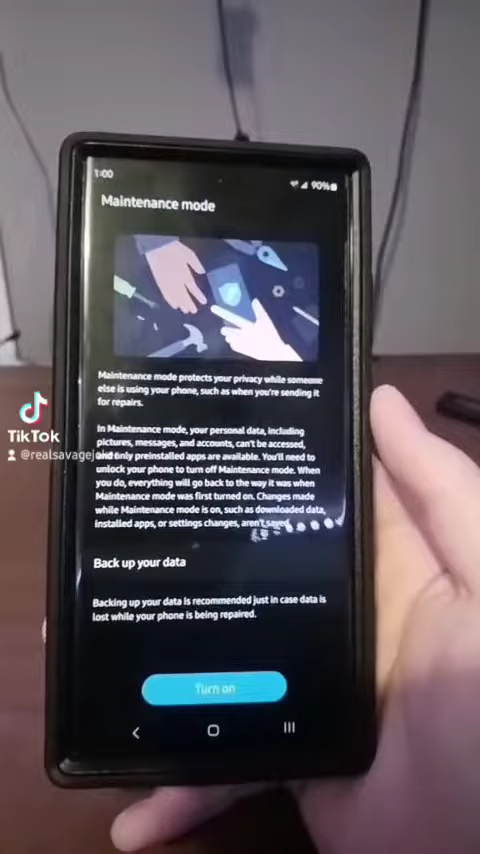 1:00
90%
Maintenance mode
Maintenance mode protects your privacy while someone
else is using your phone, such as when you're sending it
for repairs.
In Maintenance mode, your personal data, including
pictures, messages, and accounts, can't be accessed,
and only preinstalled apps are available. You'll need to
unlock your phone to turn off Maintenance mode. When
you do, everything will go back to the way it was when
Maintenance mode was first turned on. Changes made
while Maintenance mode is on, such as downloaded data,
installed apps, or settings changes, aren't saved
TikTok
Back up your data
Backing up your data is recommended just in case data is
lost while your phone is being repaired.
Turn on